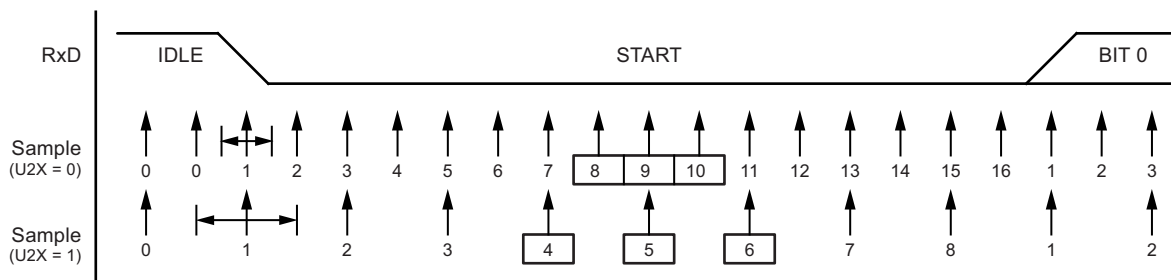 RxD IDLE START BIT 0
Sample
(U2X = 0)
0 0 1 2 3 4 5 6 7 8 9 10 11 12 13 14 15 16 1 2 3
Sample
(U2X = 1)
0 1 2 3 4 5 6 7 8 1 2